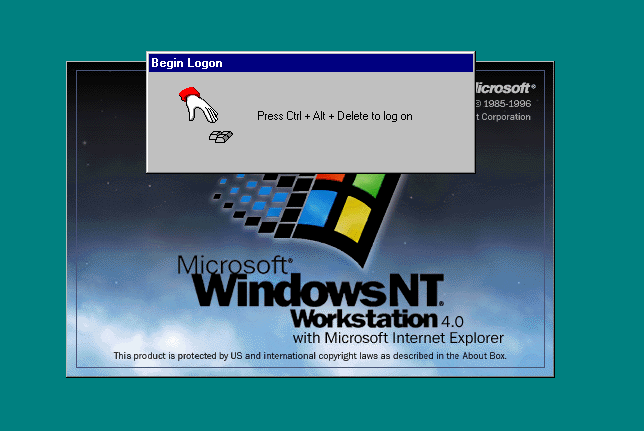 Begin Logon
Press Ctrl + Alt + Delete to log on
Microsoft®
© 1985-1996
t Corporation
Microsoft®
WindowsNT®
Workstation 4.0
with Microsoft Internet Explorer
This product is protected by US and international copyright laws as described in the About Box.